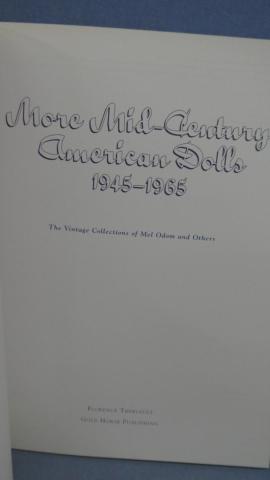 More Mid-Century
American Dolls
1945-1965
The Vintage Collections of Mel Odom and Others
Florence Theriault
Gold Horse Publishing